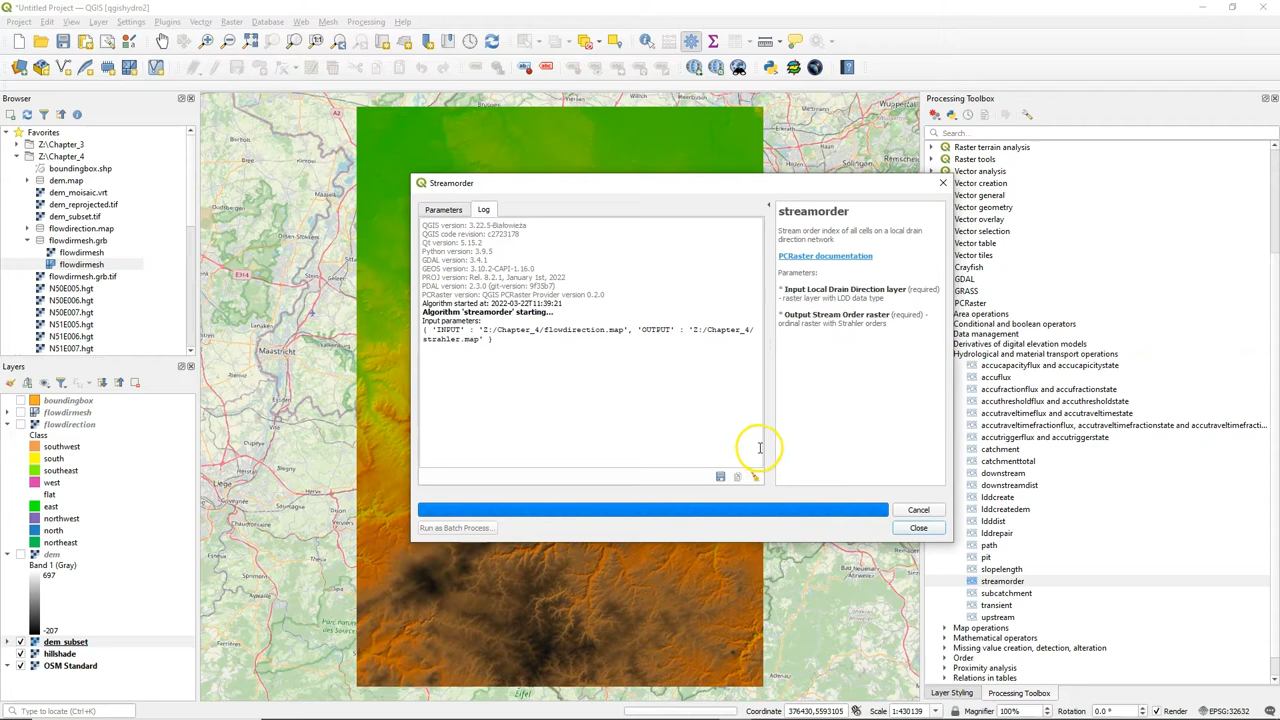 *Untitled Project — QGIS [qgishydro2]
Project Edit View Layer Settings Plugins Vector Raster Database Web Mesh Processing Help
Browser
Favorites
Z:\Chapter_3
Z:\Chapter_4
boundingbox.shp
dem.map
dem_moisaic.vrt
dem_reprojected.tif
dem_subset.tif
flowdirection.map
flowdirmesh.grb
flowdirmesh
flowdirmesh
flowdirmesh.grb.tif
N50E005.hgt
N50E006.hgt
N50E007.hgt
N51E005.hgt
N51E006.hgt
N51E007.hgt
Layers
boundingbox
flowdirmesh
flowdirection
Class
southwest
south
southeast
west
flat
east
northwest
north
northeast
dem
Band 1 (Gray)
697
-207
dem_subset
hillshade
OSM Standard
Maastricht
Solingen
Eifel
Streamorder
Parameters Log
QGIS version: 3.22.5-Białowieża
QGIS code revision: c2723178
Qt version: 5.15.2
Python version: 3.9.5
GDAL version: 3.4.1
GEOS version: 3.10.2-CAPI-1.16.0
PROJ version: Rel. 8.2.1, January 1st, 2022
PDAL version: 2.3.0 (git-version: 9f35b7)
PCRaster version: QGIS PCRaster Provider version 0.2.0
Algorithm started at: 2022-03-22T11:39:21
Algorithm 'streamorder' starting…
Input parameters:
{ 'INPUT' : 'Z:/Chapter_4/flowdirection.map', 'OUTPUT' : 'Z:/Chapter_4/
strahler.map' }
streamorder
Stream order index of all cells on a local drain
direction network
PCRaster documentation
Parameters:
* Input Local Drain Direction layer (required)
- raster layer with LDD data type
* Output Stream Order raster (required) -
ordinal raster with Strahler orders
Cancel
Run as Batch Process…
Close
Processing Toolbox
Search…
Raster terrain analysis
Raster tools
Vector analysis
Vector creation
Vector general
Vector geometry
Vector overlay
Vector selection
Vector table
Vector tiles
Crayfish
GDAL
GRASS
PCRaster
Area operations
Conditional and boolean operators
Data management
Derivatives of digital elevation models
Hydrological and material transport operations
accucapacityflux and accucapicitystate
accuflux
accufractionflux and accufractionstate
accuthresholdflux and accuthresholdstate
accutraveltimeflux and accutraveltimestate
accutraveltimefractionflux, accutraveltimefractionstate and accutraveltimefracti…
accutriggerflux and accutriggerstate
catchment
catchmenttotal
downstream
downstreamdist
lddcreate
lddcreatedem
ldddist
lddrepair
path
pit
slopelength
streamorder
subcatchment
transient
upstream
Map operations
Mathematical operators
Missing value creation, detection, alteration
Order
Proximity analysis
Relations in tables
Layer Styling Processing Toolbox
Type to locate (Ctrl+K)
Coordinate 376430,5593105 Scale 1:430139 Magnifier 100% Rotation 0.0 ° Render EPSG:32632